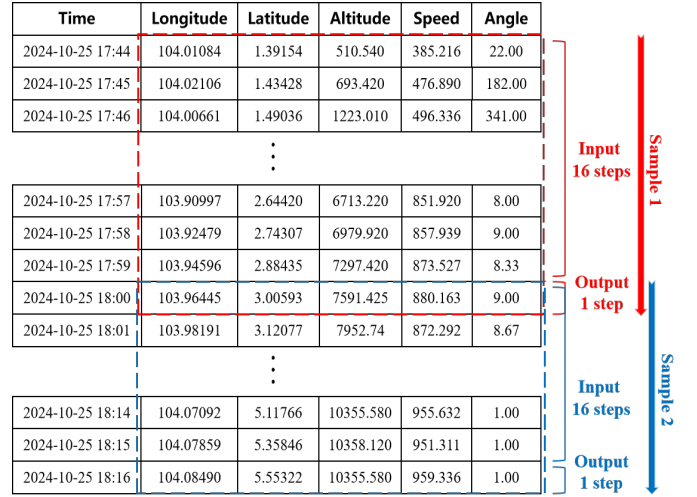 Time Longitude Latitude Altitude Speed Angle
2024-10-25 17:44 104.01084 1.39154 510.540 385.216 22.00
2024-10-25 17:45 104.02106 1.43428 693.420 476.890 182.00
2024-10-25 17:46 104.00661 1.49036 1223.010 496.336 341.00
Input
16 steps
Sample 1
2024-10-25 17:57 103.90997 2.64420 6713.220 851.920 8.00
2024-10-25 17:58 103.92479 2.74307 6979.920 857.939 9.00
2024-10-25 17:59 103.94596 2.88435 7297.420 873.527 8.33
2024-10-25 18:00 103.96445 3.00593 7591.425 880.163 9.00
Output
1 step
2024-10-25 18:01 103.98191 3.12077 7952.74 872.292 8.67
Input
16 steps
Sample 2
2024-10-25 18:14 104.07092 5.11766 10355.580 955.632 1.00
2024-10-25 18:15 104.07859 5.35846 10358.120 951.311 1.00
2024-10-25 18:16 104.08490 5.55322 10355.580 959.336 1.00
Output
1 step